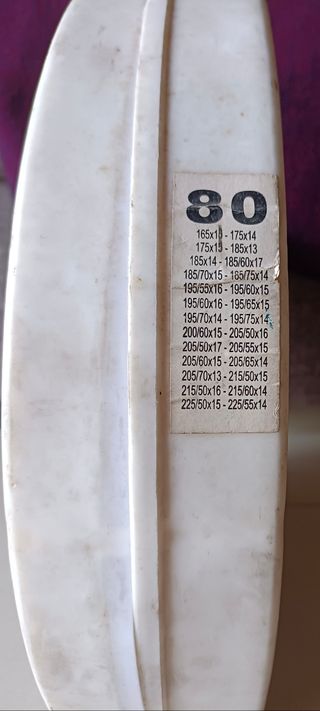 80
175x14
185x13
185x14 - 185/60x17
185/70x15 - 185/75x14
195/55x16 - 195/60x15
195/60x16 - 195/65x15
195/70x14 - 195/75x14
200/60x15 - 205/50x16
205/50x17 - 205/55x15
205/60x15 - 205/65x14
205/70x13 - 215/50x15
215/50x16 - 215/60x14
225/50x15 - 225/55x14